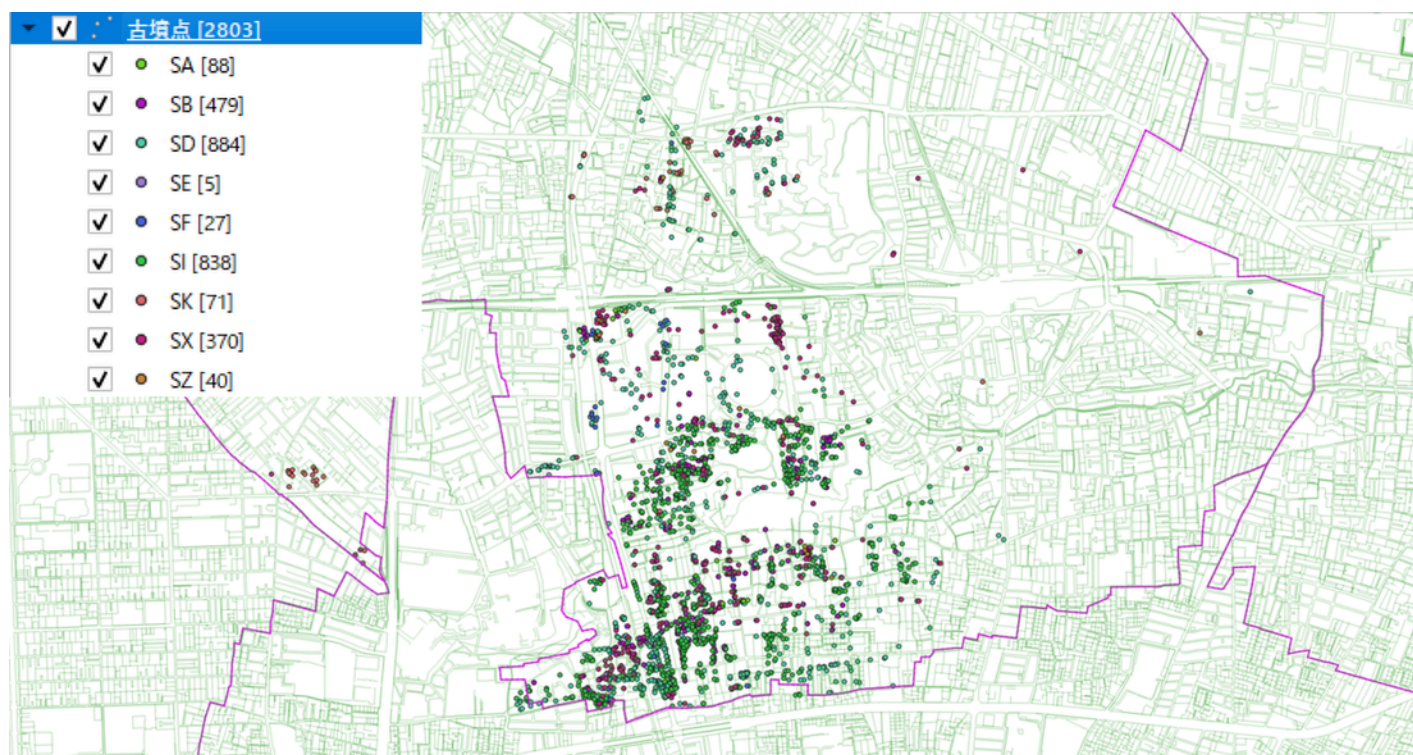 古墳点 [2803]
SA [88]
SB [479]
SD [884]
SE [5]
SF [27]
SI [838]
SK [71]
SX [370]
SZ [40]